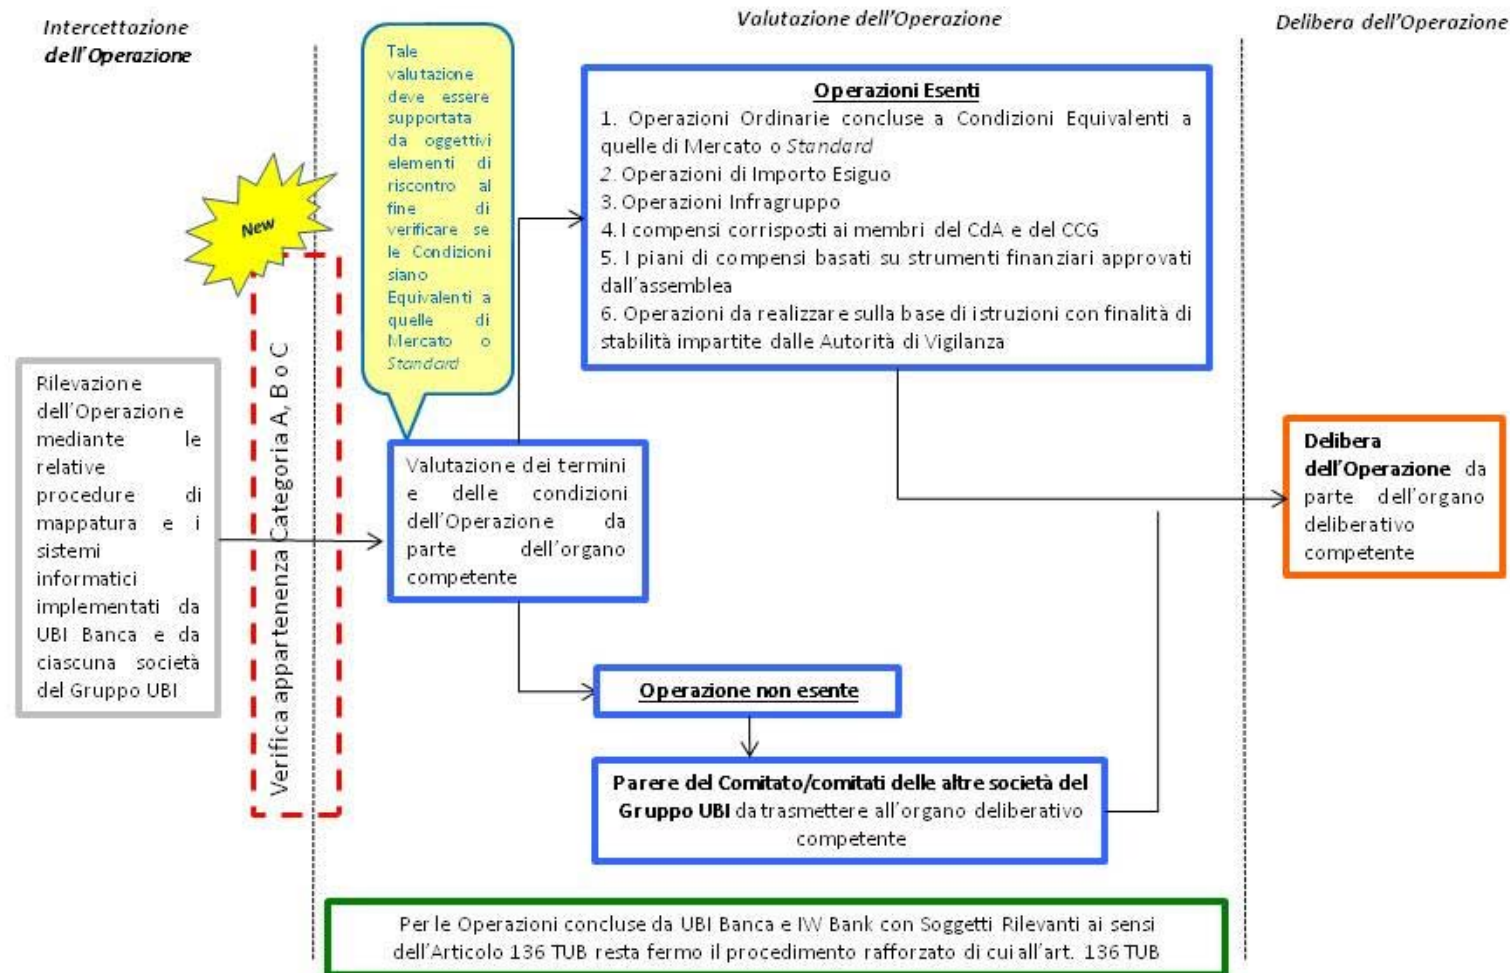 Intercettazione
dell'Operazione
Valutazione dell'Operazione
Delibera dell'Operazione
New
Verifica appartenenza Categoria A, B o C
Rilevazione
dell'Operazione
mediante le
relative
procedure di
mappatura e i
sistemi
informatici
implementati da
UBI Banca e da
ciascuna società
del Gruppo UBI
Tale
valutazione
deve essere
supportata
da oggettivi
elementi di
riscontro al
fine di
verificare se
le Condizioni
siano
Equivalenti a
quelle di
Mercato o
Standard
Valutazione dei termini
e delle condizioni
dell'Operazione da
parte dell'organo
competente
Operazioni Esenti
1. Operazioni Ordinarie concluse a Condizioni Equivalenti a
quelle di Mercato o Standard
2. Operazioni di Importo Esiguo
3. Operazioni Infragruppo
4. I compensi corrisposti ai membri del CdA e del CCG
5. I piani di compensi basati su strumenti finanziari approvati
dall'assemblea
6. Operazioni da realizzare sulla base di istruzioni con finalità di
stabilità impartite dalle Autorità di Vigilanza
Operazione non esente
Parere del Comitato/comitati delle altre società del
Gruppo UBI da trasmettere all'organo deliberativo
competente
Delibera
dell'Operazione da
parte dell'organo
deliberativo
competente
Per le Operazioni concluse da UBI Banca e IW Bank con Soggetti Rilevanti ai sensi
dell'Articolo 136 TUB resta fermo il procedimento rafforzato di cui all'art. 136 TUB